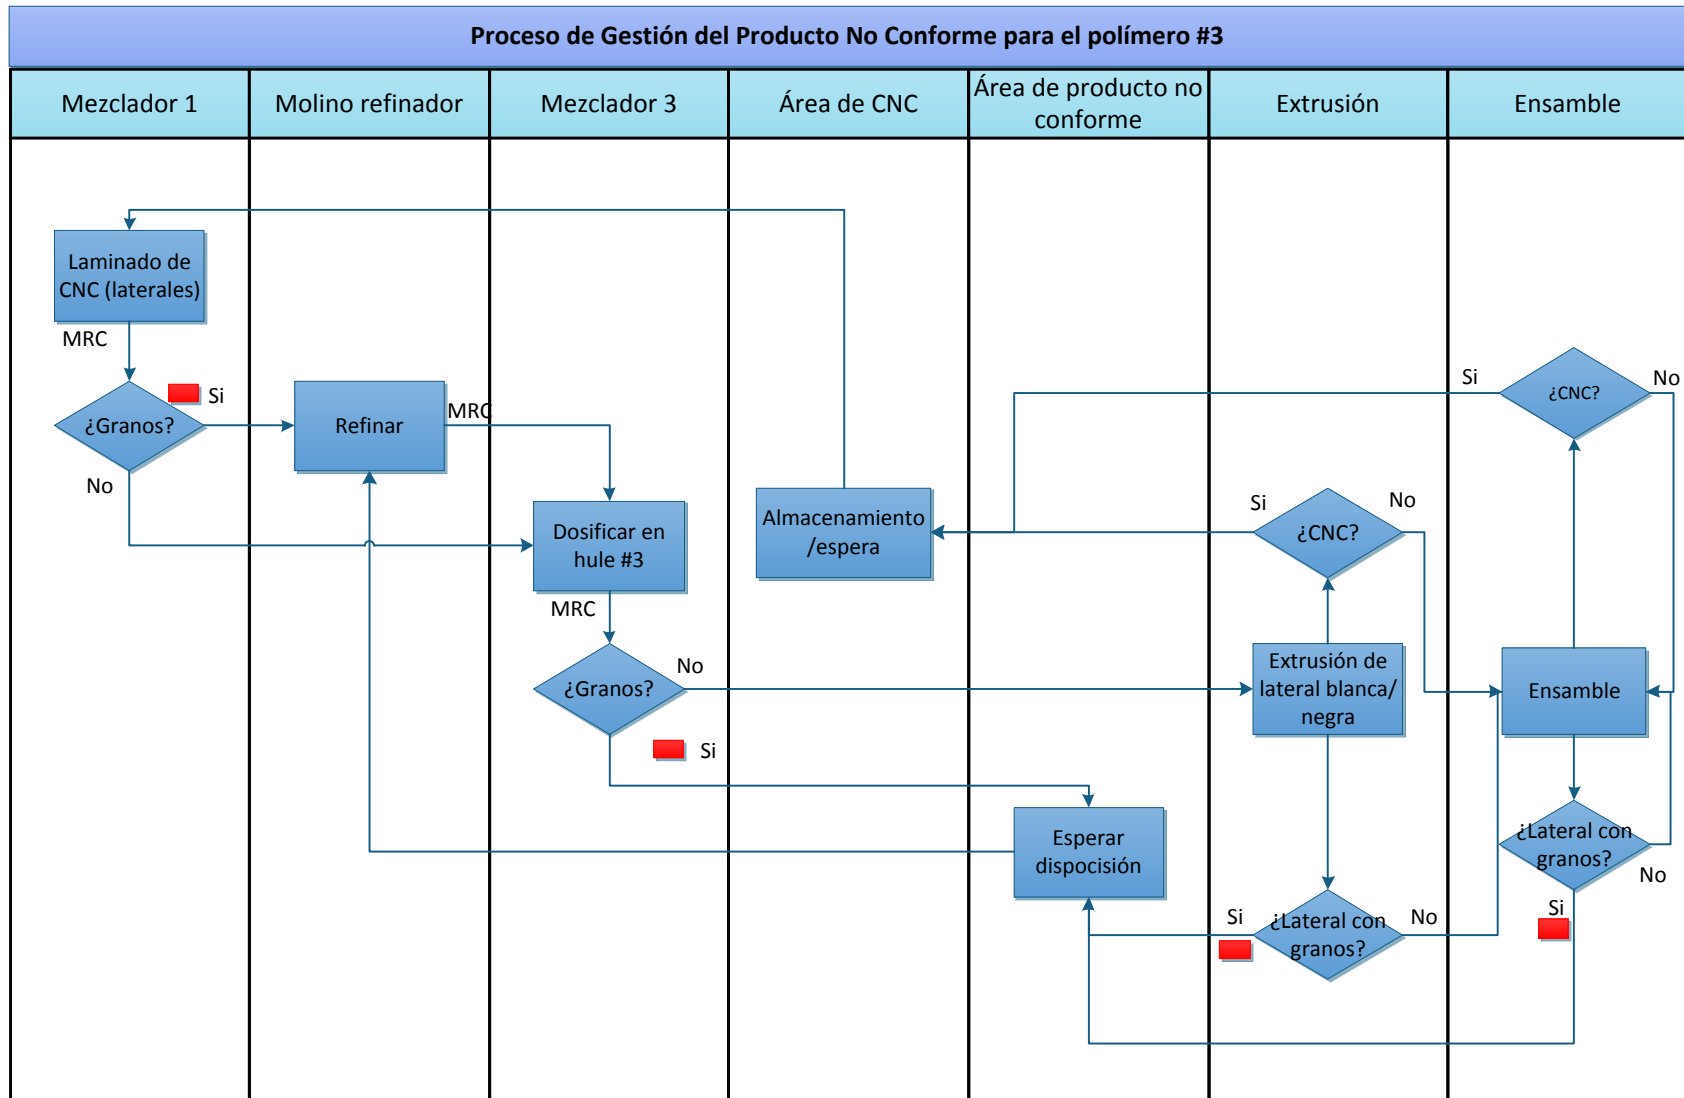 Proceso de Gestión del Producto No Conforme para el polímero #3
Mezclador 1
Molino refinador
Mezclador 3
Área de CNC
Área de producto no
conforme
Extrusión
Ensamble
Laminado de
CNC (laterales)
MRC
¿Granos?
Si
No
Refinar
MRC
Dosificar en
hule #3
MRC
¿Granos?
No
Si
Almacenamiento
/espera
Esperar
dispocisión
Si
¿CNC?
No
Extrusión de
lateral blanca/
negra
Si
¿Lateral con
granos?
No
Si
¿CNC?
No
Ensamble
¿Lateral con
granos?
No
Si